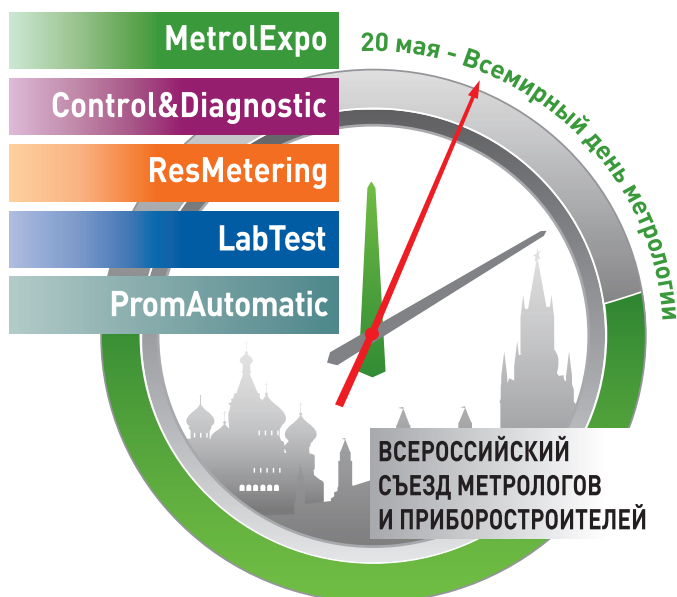 MetrolExpo
Control&Diagnostic
ResMetering
LabTest
PromAutomatic
20 мая - Всемирный день метрологии
ВСЕРОССИЙСКИЙ
СЪЕЗД МЕТРОЛОГОВ
И ПРИБОРОСТРОИТЕЛЕЙ